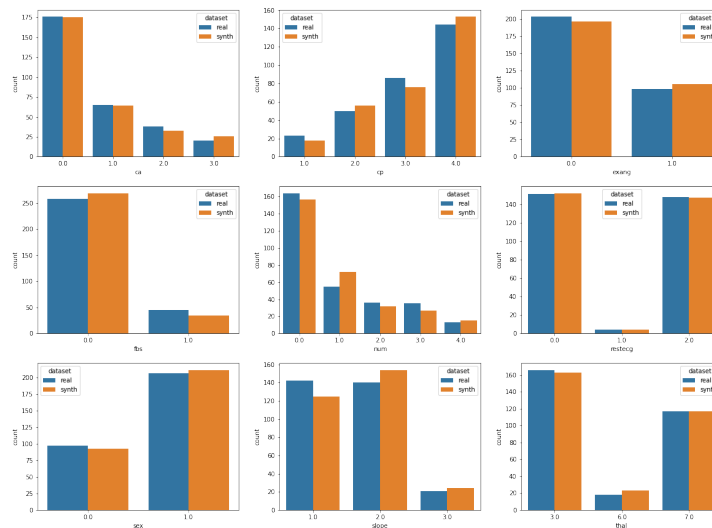 175
150
125
100
75
50
25
0
count
dataset
real
synth
0.0
1.0
2.0
3.0
ca
160
140
120
100
80
60
40
20
0
count
dataset
real
synth
1.0
2.0
3.0
4.0
cp
200
175
150
125
100
75
50
25
0
count
dataset
real
synth
0.0
1.0
exang
250
200
150
100
50
0
count
dataset
real
synth
0.0
1.0
fbs
160
140
120
100
80
60
40
20
0
count
dataset
real
synth
0.0
1.0
2.0
3.0
4.0
num
140
120
100
80
60
40
20
0
count
dataset
real
synth
0.0
1.0
2.0
restecg
200
175
150
125
100
75
50
25
0
count
dataset
real
synth
0.0
1.0
sex
160
140
120
100
80
60
40
20
0
count
dataset
real
synth
1.0
2.0
3.0
slope
160
140
120
100
80
60
40
20
0
count
dataset
real
synth
3.0
6.0
7.0
thal